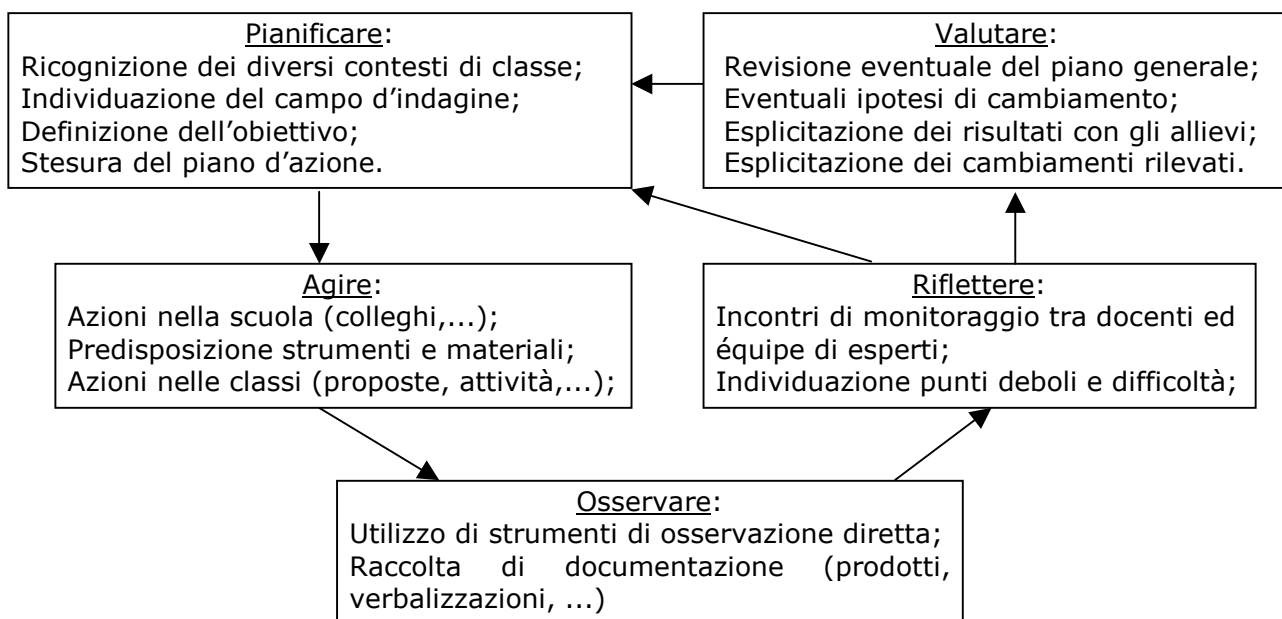 Pianificare:
Ricognizione dei diversi contesti di classe;
Individuazione del campo d'indagine;
Definizione dell'obiettivo;
Stesura del piano d'azione.
Valutare:
Revisione eventuale del piano generale;
Eventuali ipotesi di cambiamento;
Esplicitazione dei risultati con gli allievi;
Esplicitazione dei cambiamenti rilevati.
Agire:
Azioni nella scuola (colleghi,...);
Predisposizione strumenti e materiali;
Azioni nelle classi (proposte, attività,...);
Riflettere:
Incontri di monitoraggio tra docenti ed
équipe di esperti;
Individuazione punti deboli e difficoltà;
Osservare:
Utilizzo di strumenti di osservazione diretta;
Raccolta di documentazione (prodotti,
verbalizzazioni, ...)